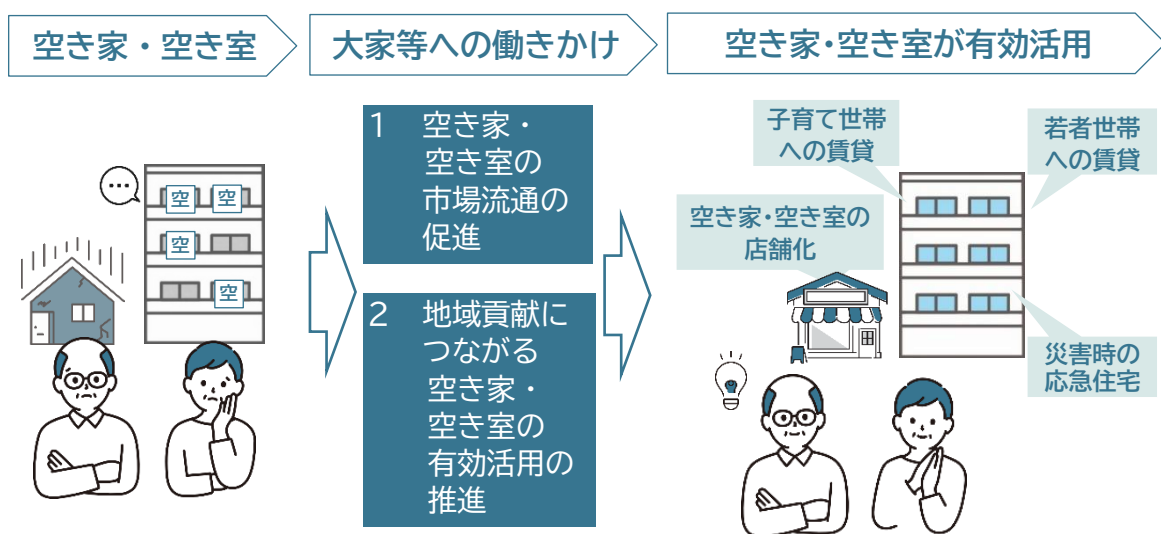 空き家・空き室
大家等への働きかけ
空き家･空き室が有効活用
空
空
空
空
1 空き家・
空き室の
市場流通の
促進
2 地域貢献に
つながる
空き家・
空き室の
有効活用の
推進
子育て世帯
への賃貸
若者世帯
への賃貸
空き家･空き室の
店舗化
災害時の
応急住宅